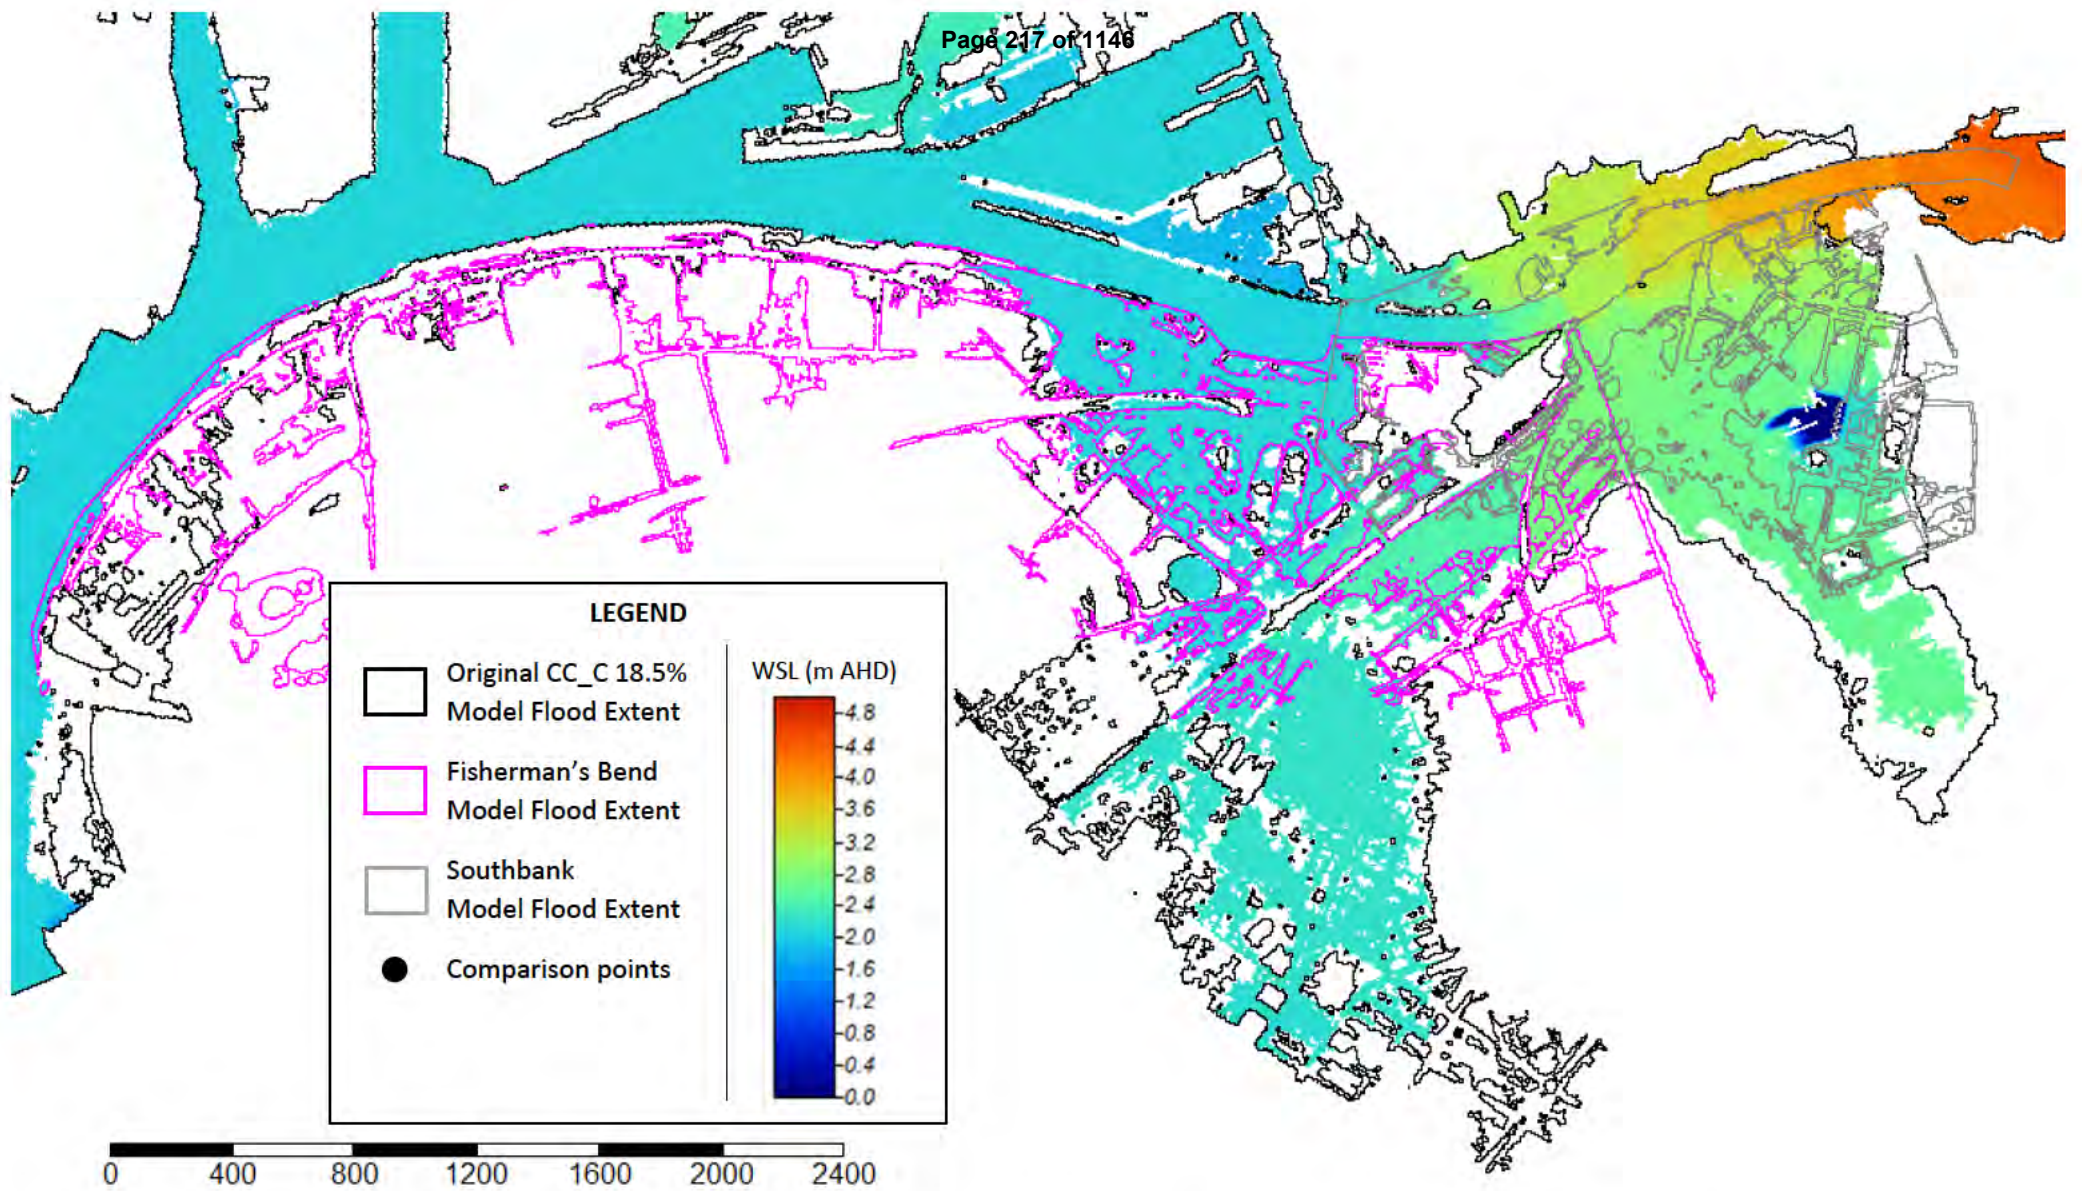 Page 217 of 1146
LEGEND
Original CC_C 18.5%
Model Flood Extent
Fisherman's Bend
Model Flood Extent
Southbank
Model Flood Extent
Comparison points
WSL (m AHD)
4.8
4.4
4.0
3.6
3.2
2.8
2.4
2.0
1.6
1.2
0.8
0.4
0.0
0 400 800 1200 1600 2000 2400